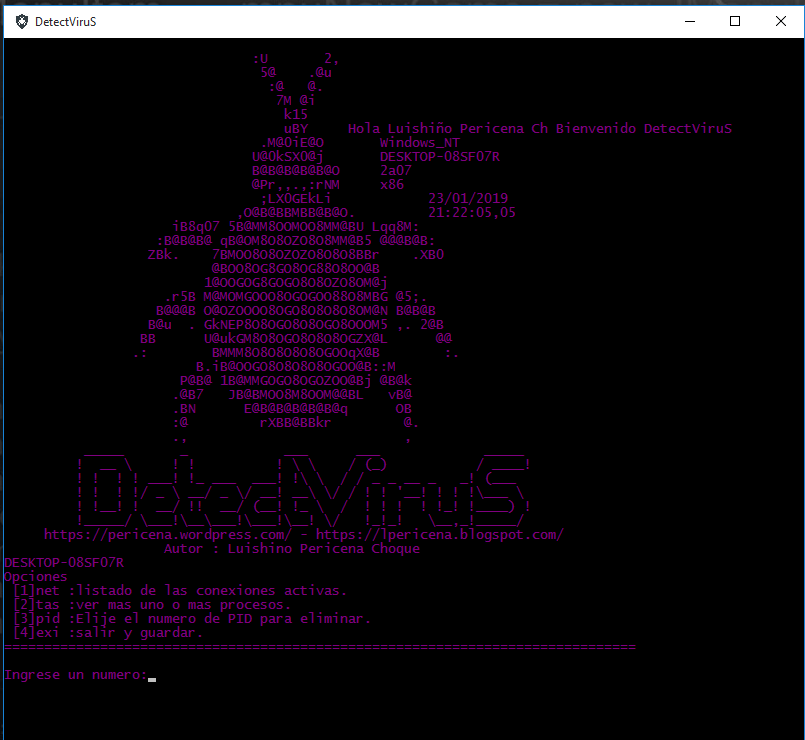 DetectViruS
Hola Luishiño Pericena Ch Bienvenido DetectViruS
Windows_NT
DESKTOP-08SF07R
2a07
x86
23/01/2019
21:22:05,05
DetectViruS
https://pericena.wordpress.com/ - https://lpericena.blogspot.com/
Autor : Luishino Pericena Choque
DESKTOP-08SF07R
Opciones
[1]net :listado de las conexiones activas.
[2]tas :ver mas uno o mas procesos.
[3]pid :Elije el numero de PID para eliminar.
[4]exi :salir y guardar.
===============================================================================
Ingrese un numero: